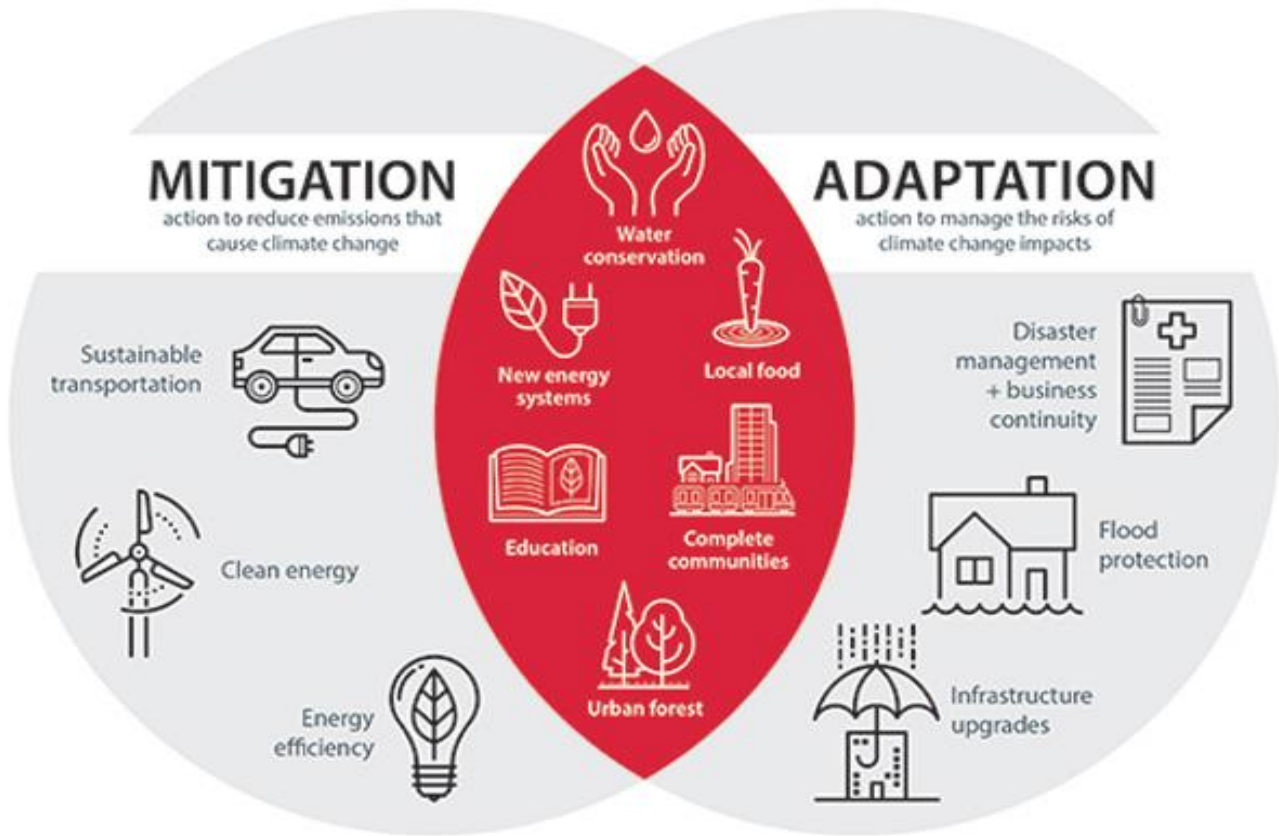 MITIGATION
action to reduce emissions that
cause climate change
Sustainable
transportation
Clean energy
Energy
efficiency
Water
conservation
New energy
systems
Local food
Education
Complete
communities
Urban forest
ADAPTATION
action to manage the risks of
climate change impacts
Disaster
management
+ business
continuity
Flood
protection
Infrastructure
upgrades